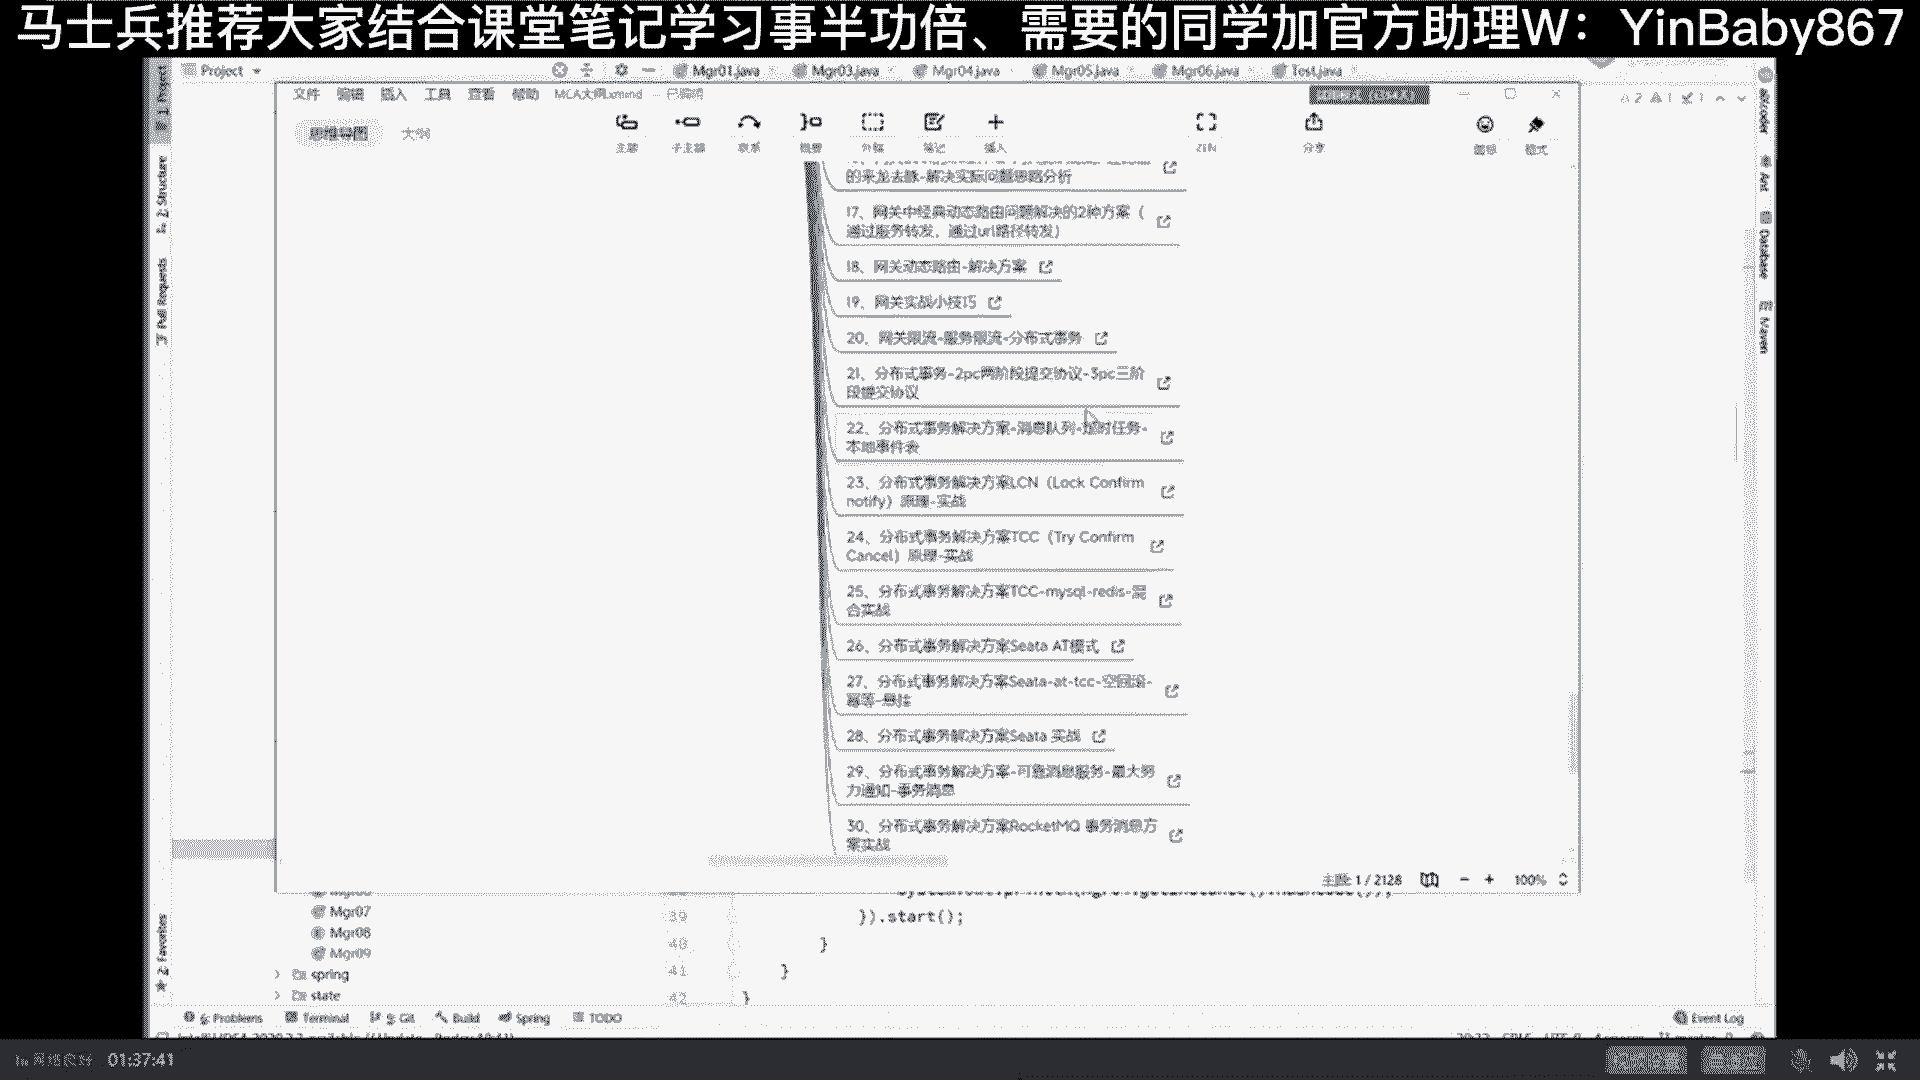 马士兵推荐大家结合课堂笔记学习事半功倍、需要的同学加官方助理W：YinBaby867
Project
Mgr01.java
Mgr03.java
Mgr04.java
Mgr05.java
Mgr06.java
Test.java
文件 编辑 插入 工具 查看 帮助 MCA大纲.xmind
思维导图 大纲
主题 子主题 联系 概要 外框 笔记 插入 ZEN 分享 图标 格式
的来龙去脉-解决实际问题思路分析
17、网关中经典动态路由问题解决的2种方案（
通过服务转发，通过url路径转发）
18、网关动态路由-解决方案
19、网关实战小技巧
20、网关限流-服务限流-分布式事务
21、分布式事务-2pc两阶段提交协议-3pc三阶
段提交协议
22、分布式事务解决方案-消息队列-定时任务-
本地事件表
23、分布式事务解决方案LCN（Lock Confirm
notify）原理-实战
24、分布式事务解决方案TCC（Try Confirm
Cancel）原理-实战
25、分布式事务解决方案TCC-mysql-redis-混
合实战
26、分布式事务解决方案Seata AT模式
27、分布式事务解决方案Seata-at-tcc-空回滚-
幂等-悬挂
28、分布式事务解决方案Seata 实战
29、分布式事务解决方案-可靠消息服务-最大努
力通知-事务消息
30、分布式事务解决方案RocketMQ 事务消息方
案实战
主题: 1 / 2128
100%
1: Project
7: Structure
Pull Requests
2: Favorites
Ant
Database
Maven
Mgr07
Mgr08
Mgr09
spring
state
39 }).start();
40 }
41 }
42 }
6: Problems Terminal 9: Git Build Spring TODO Event Log
网络良好 01:37:41